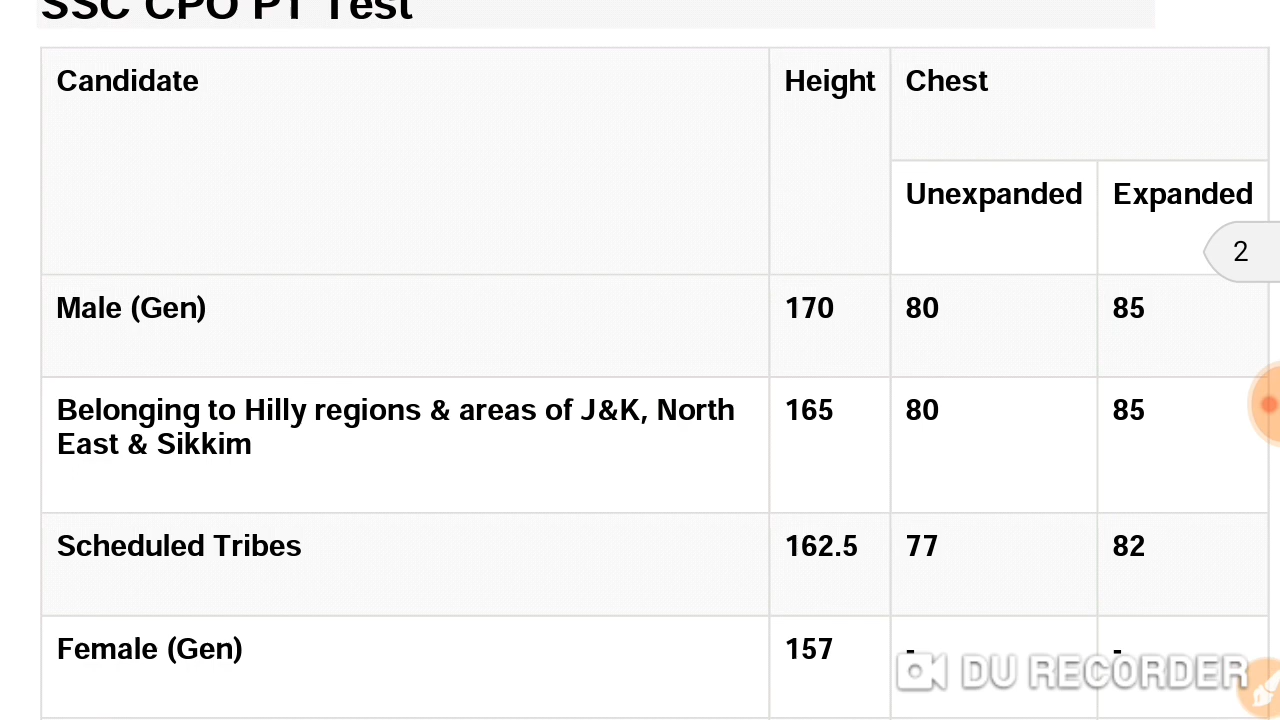 SSC CPO PT Test
Candidate Height Chest
Unexpanded Expanded
2
Male (Gen) 170 80 85
Belonging to Hilly regions & areas of J&K, North
East & Sikkim 165 80 85
Scheduled Tribes 162.5 77 82
Female (Gen) 157 - -
DU RECORDER